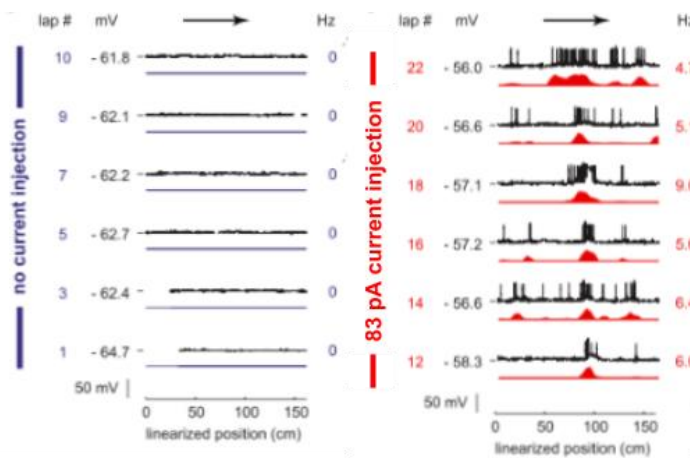 lap # mV Hz
no current injection
10 - 61.8 0
9 - 62.1 0
7 - 62.2 0
5 - 62.7 0
3 - 62.4 0
1 - 64.7 0
50 mV
0 50 100 150
linearized position (cm)
lap # mV Hz
83 pA current injection
22 - 56.0
20 - 56.6
18 - 57.1
16 - 57.2
14 - 56.6
12 - 58.3
50 mV
0 50 100 150
linearized position (cm)